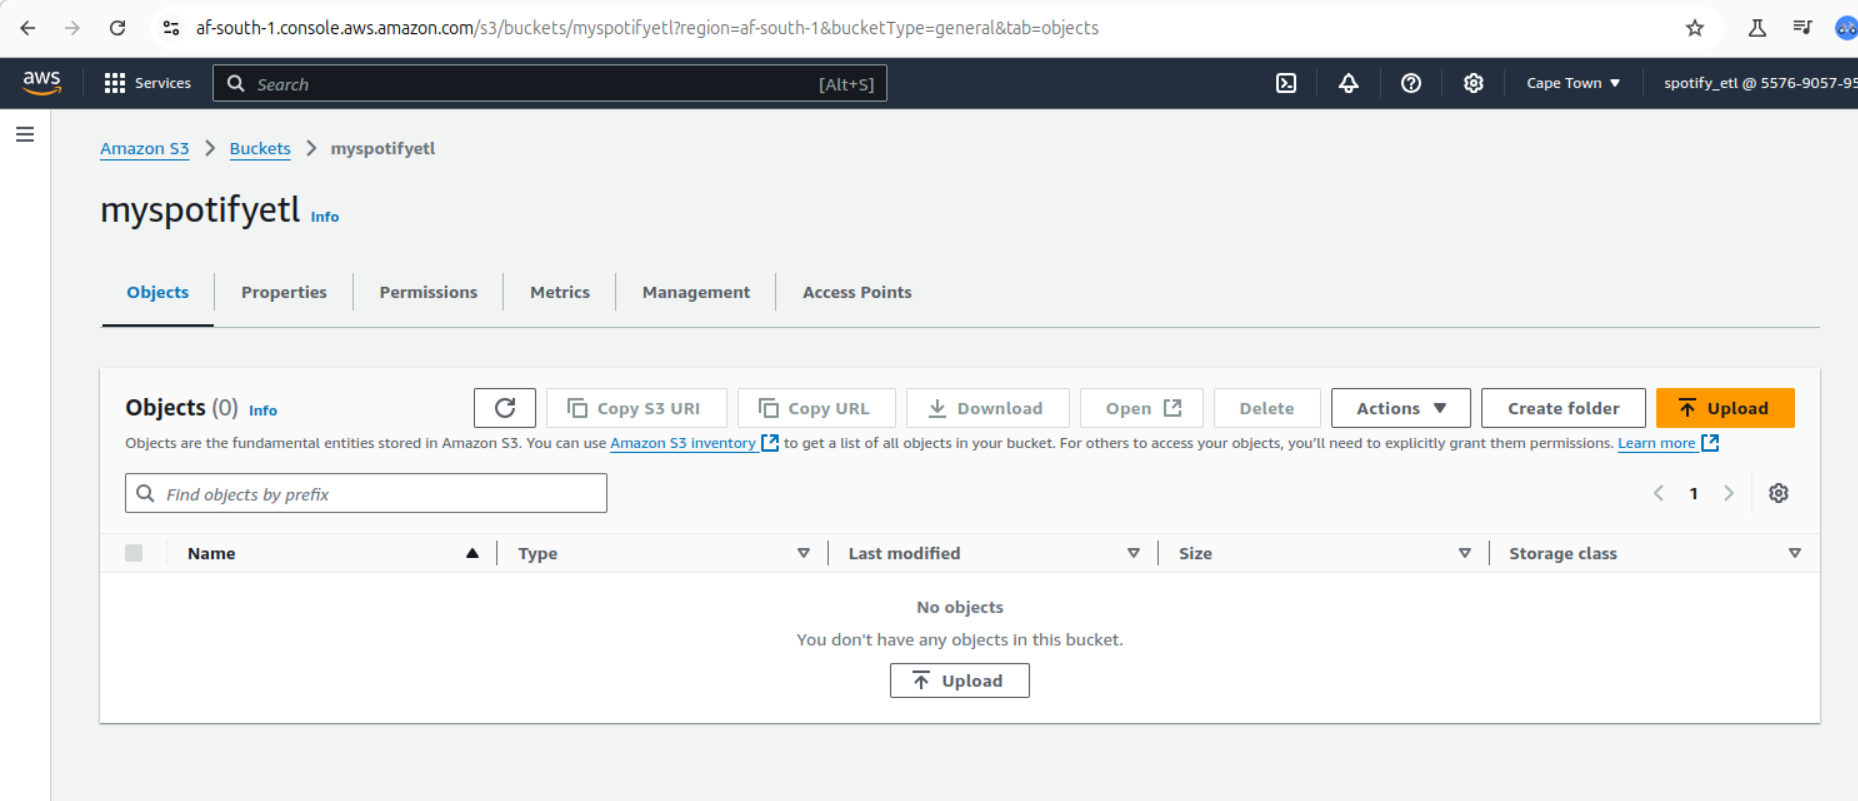 af-south-1.console.aws.amazon.com/s3/buckets/myspotifyetl?region=af-south-1&bucketType=general&tab=objects
aws Services Search [Alt+S] Cape Town spotify_etl @ 5576-9057-95
Amazon S3 Buckets myspotifyetl
myspotifyetl Info
Objects Properties Permissions Metrics Management Access Points
Objects (0) Info Copy S3 URI Copy URL Download Open Delete Actions Create folder Upload
Objects are the fundamental entities stored in Amazon S3. You can use Amazon S3 inventory to get a list of all objects in your bucket. For others to access your objects, you'll need to explicitly grant them permissions. Learn more
Find objects by prefix 1
Name Type Last modified Size Storage class
No objects
You don't have any objects in this bucket.
Upload